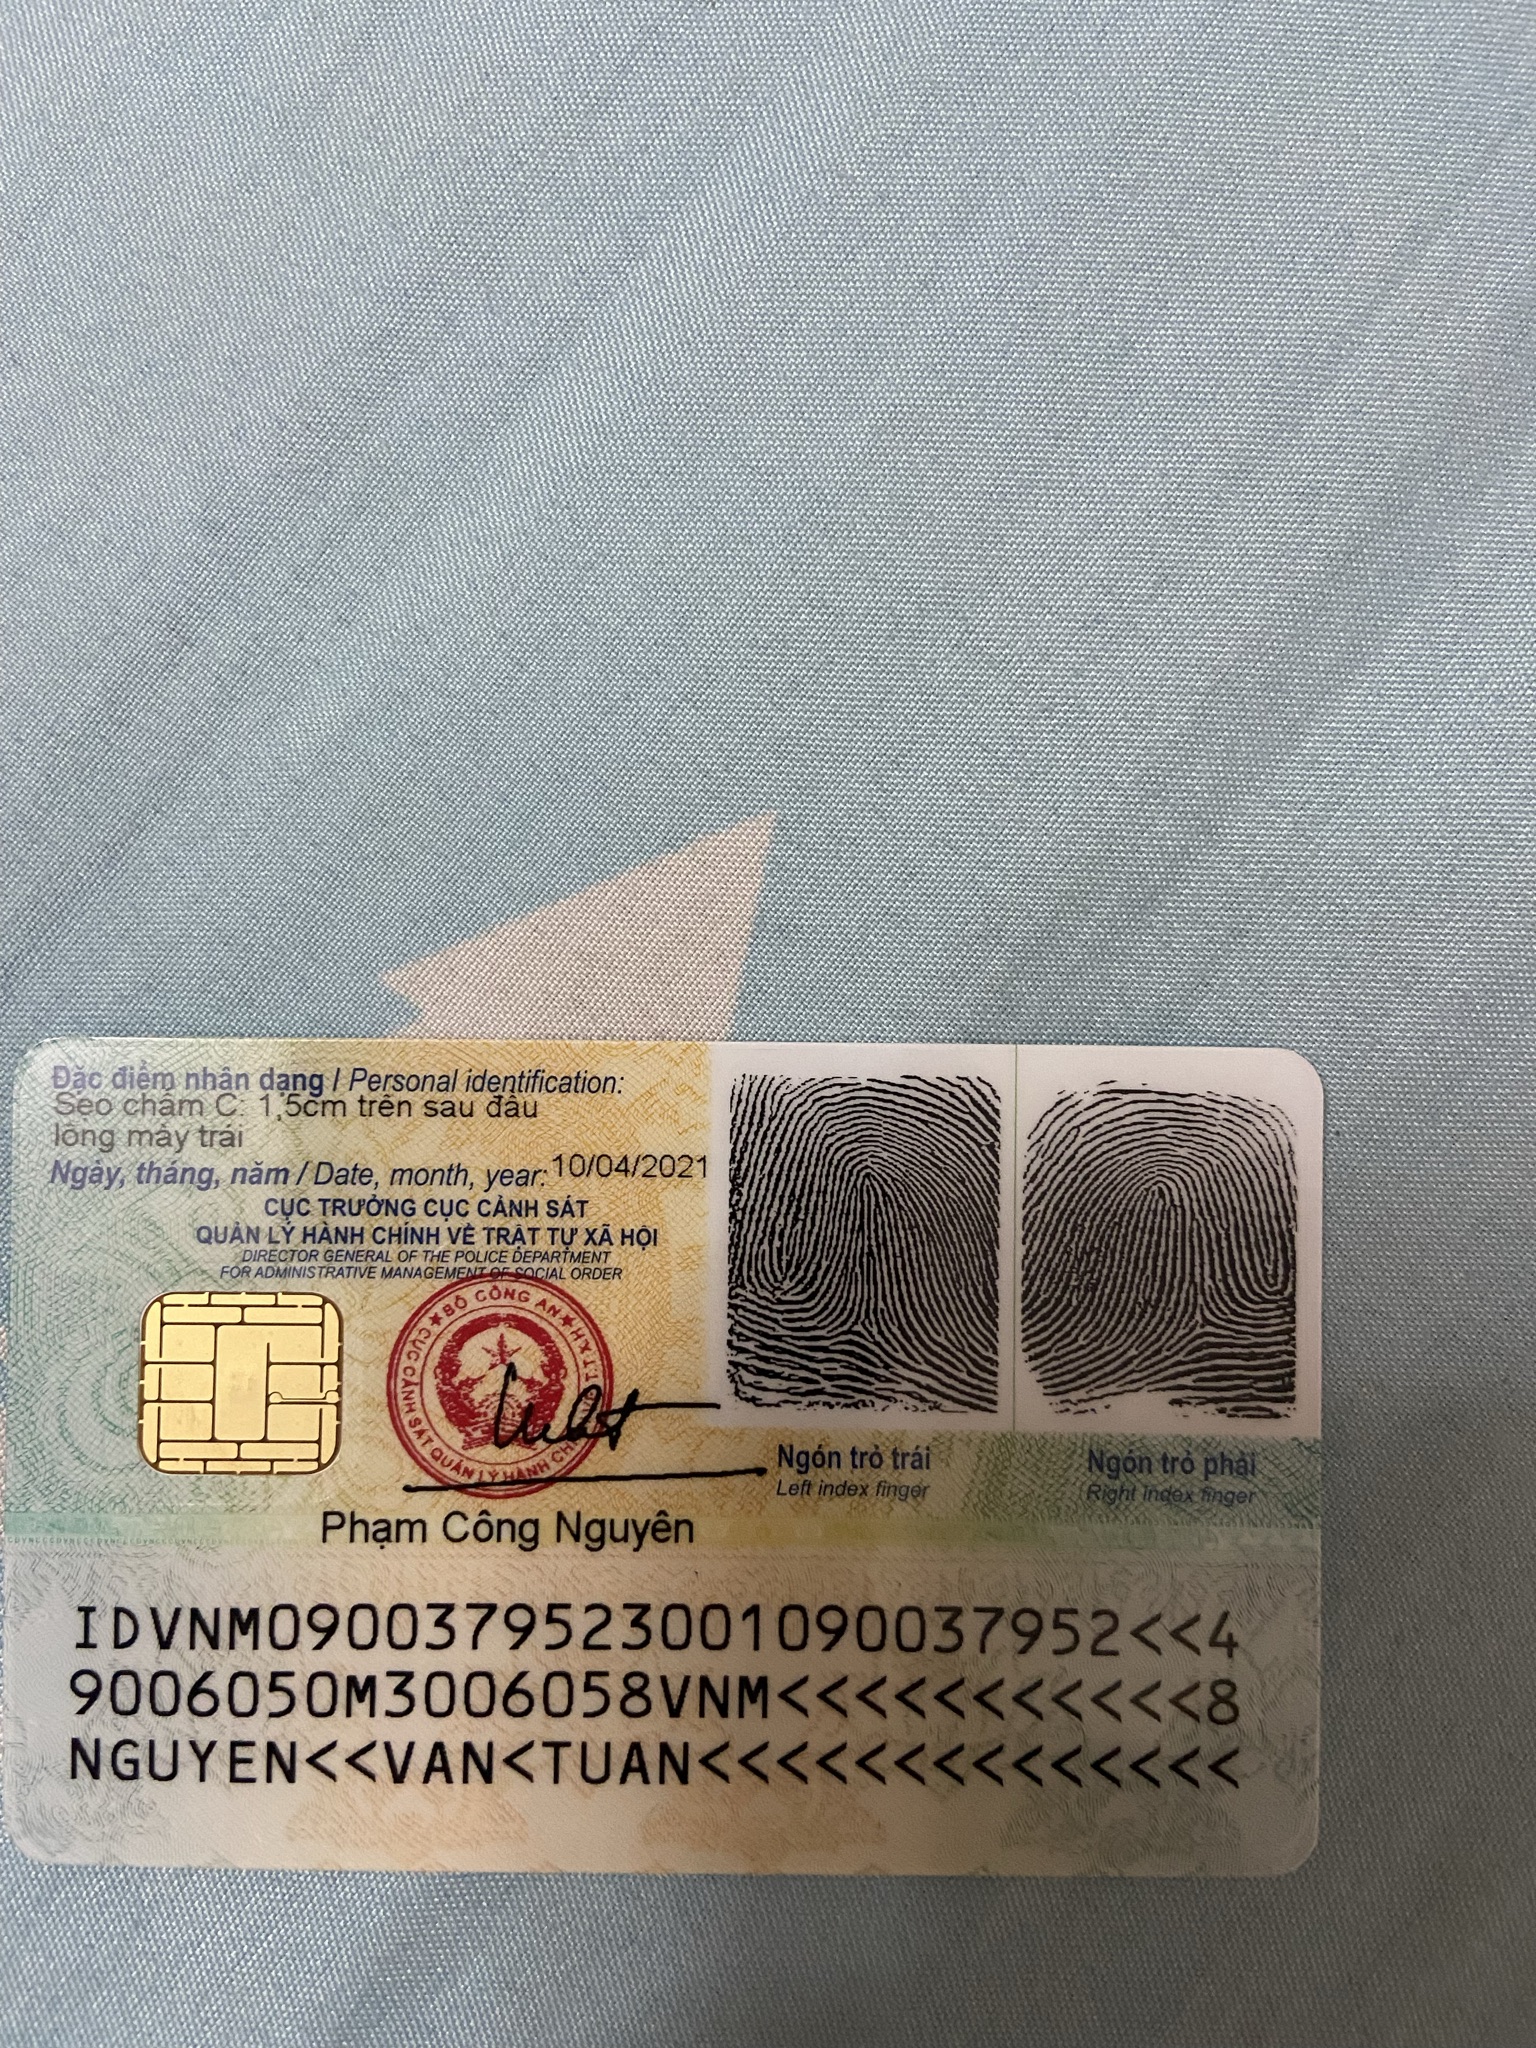 Đặc điểm nhân dạng / Personal identification:
Sẹo chấm C: 1,5cm trên sau đầu
lông mày trái
Ngày, tháng, năm / Date, month, year: 10/04/2021
CỤC TRƯỞNG CỤC CẢNH SÁT
QUẢN LÝ HÀNH CHÍNH VỀ TRẬT TỰ XÃ HỘI
DIRECTOR GENERAL OF THE POLICE DEPARTMENT
FOR ADMINISTRATIVE MANAGEMENT OF SOCIAL ORDER
BỘ CÔNG AN
CỤC CẢNH SÁT QUẢN LÝ HÀNH CHÍNH
Ngón trỏ trái
Left index finger
Ngón trỏ phải
Right index finger
Phạm Công Nguyên
IDVNM0900379523001090037952<<4
9006050M3006058VNM<<<<<<<<<<<8
NGUYEN<<VAN<TUAN<<<<<<<<<<<<<<